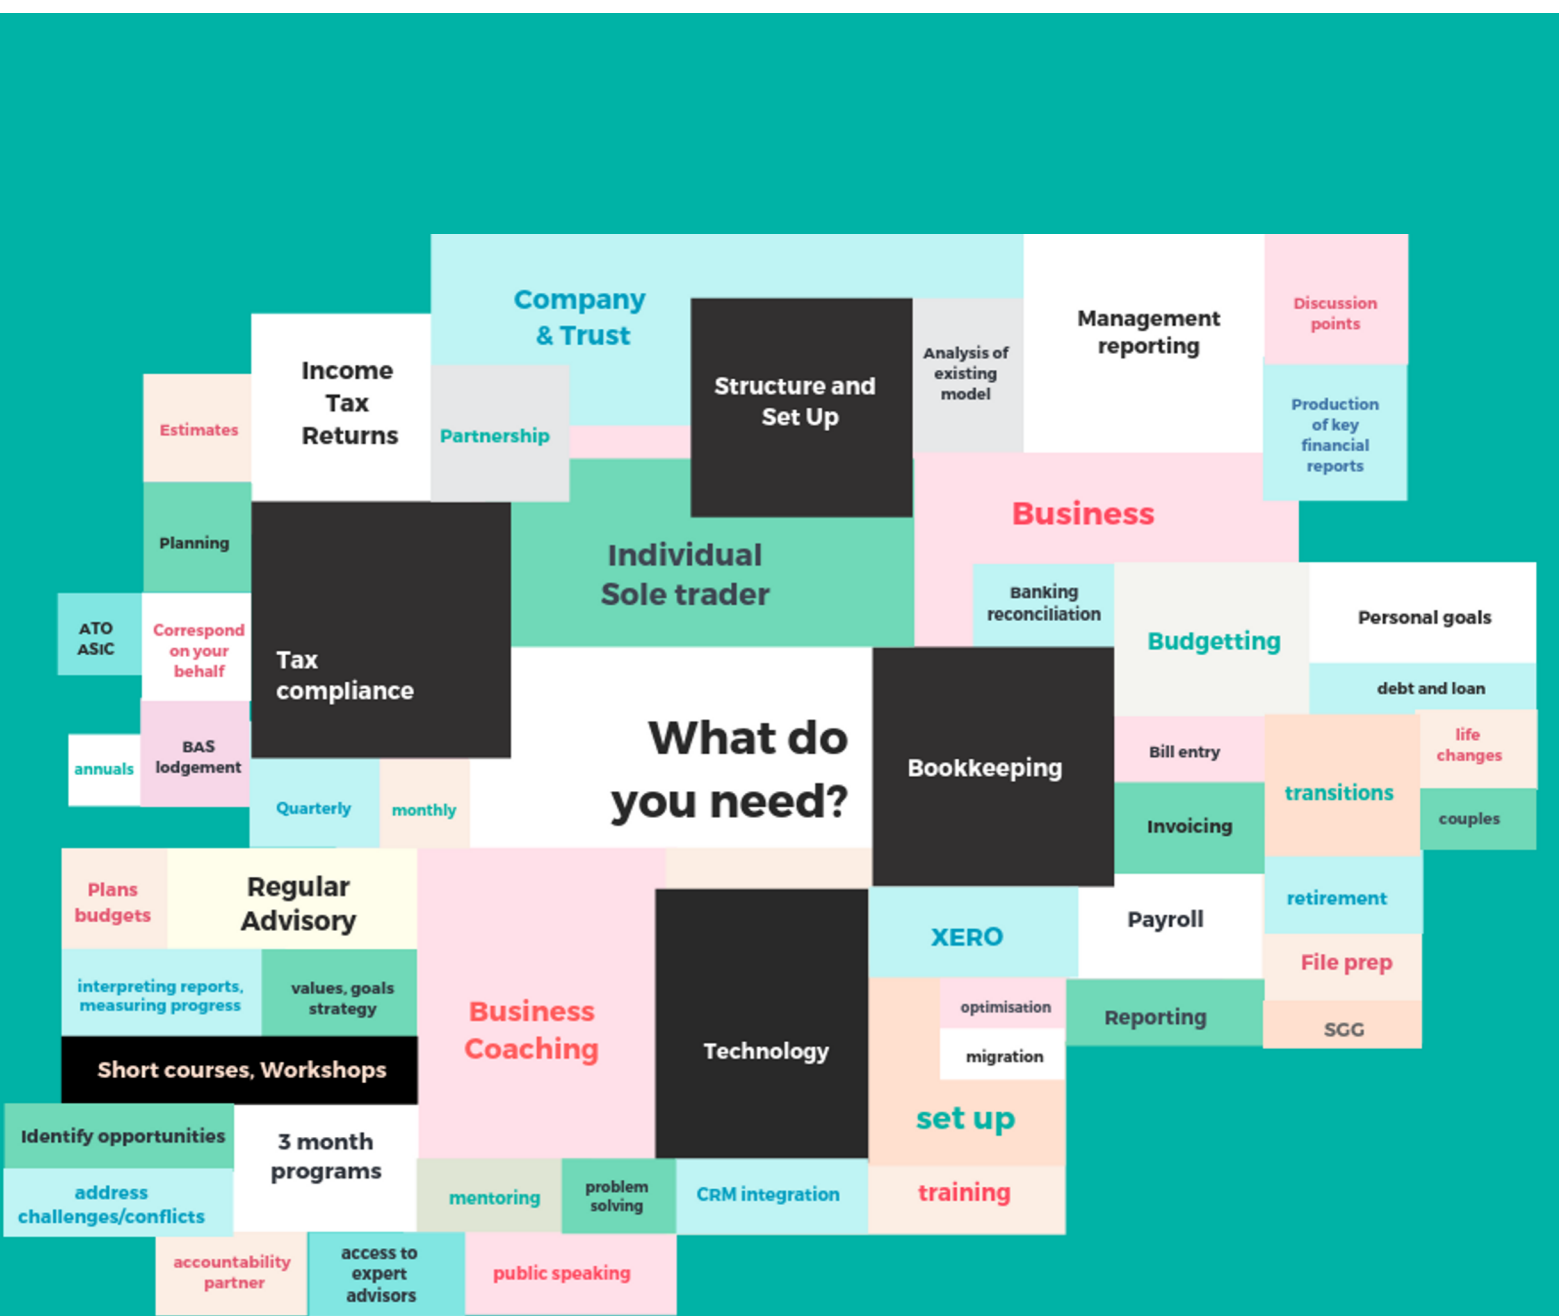 Company
& Trust
Management
reporting
Discussion
points
Income
Tax
Returns
Structure and
Set Up
Analysis of
existing
model
Estimates
Partnership
Production
of key
financial
reports
Business
Planning
Individual
Sole trader
Banking
reconciliation
Budgetting
Personal goals
ATO
ASIC
Correspond
on your
behalf
Tax
compliance
debt and loan
What do
you need?
Bookkeeping
Bill entry
life
changes
annuals
BAS
lodgement
Quarterly
monthly
Invoicing
transitions
couples
Plans
budgets
Regular
Advisory
XERO
Payroll
retirement
File prep
interpreting reports,
measuring progress
values, goals
strategy
Business
Coaching
Technology
optimisation
migration
Reporting
SGG
Short courses, Workshops
set up
Identify opportunities
3 month
programs
address
challenges/conflicts
mentoring
problem
solving
CRM integration
training
accountability
partner
access to
expert
advisors
public speaking